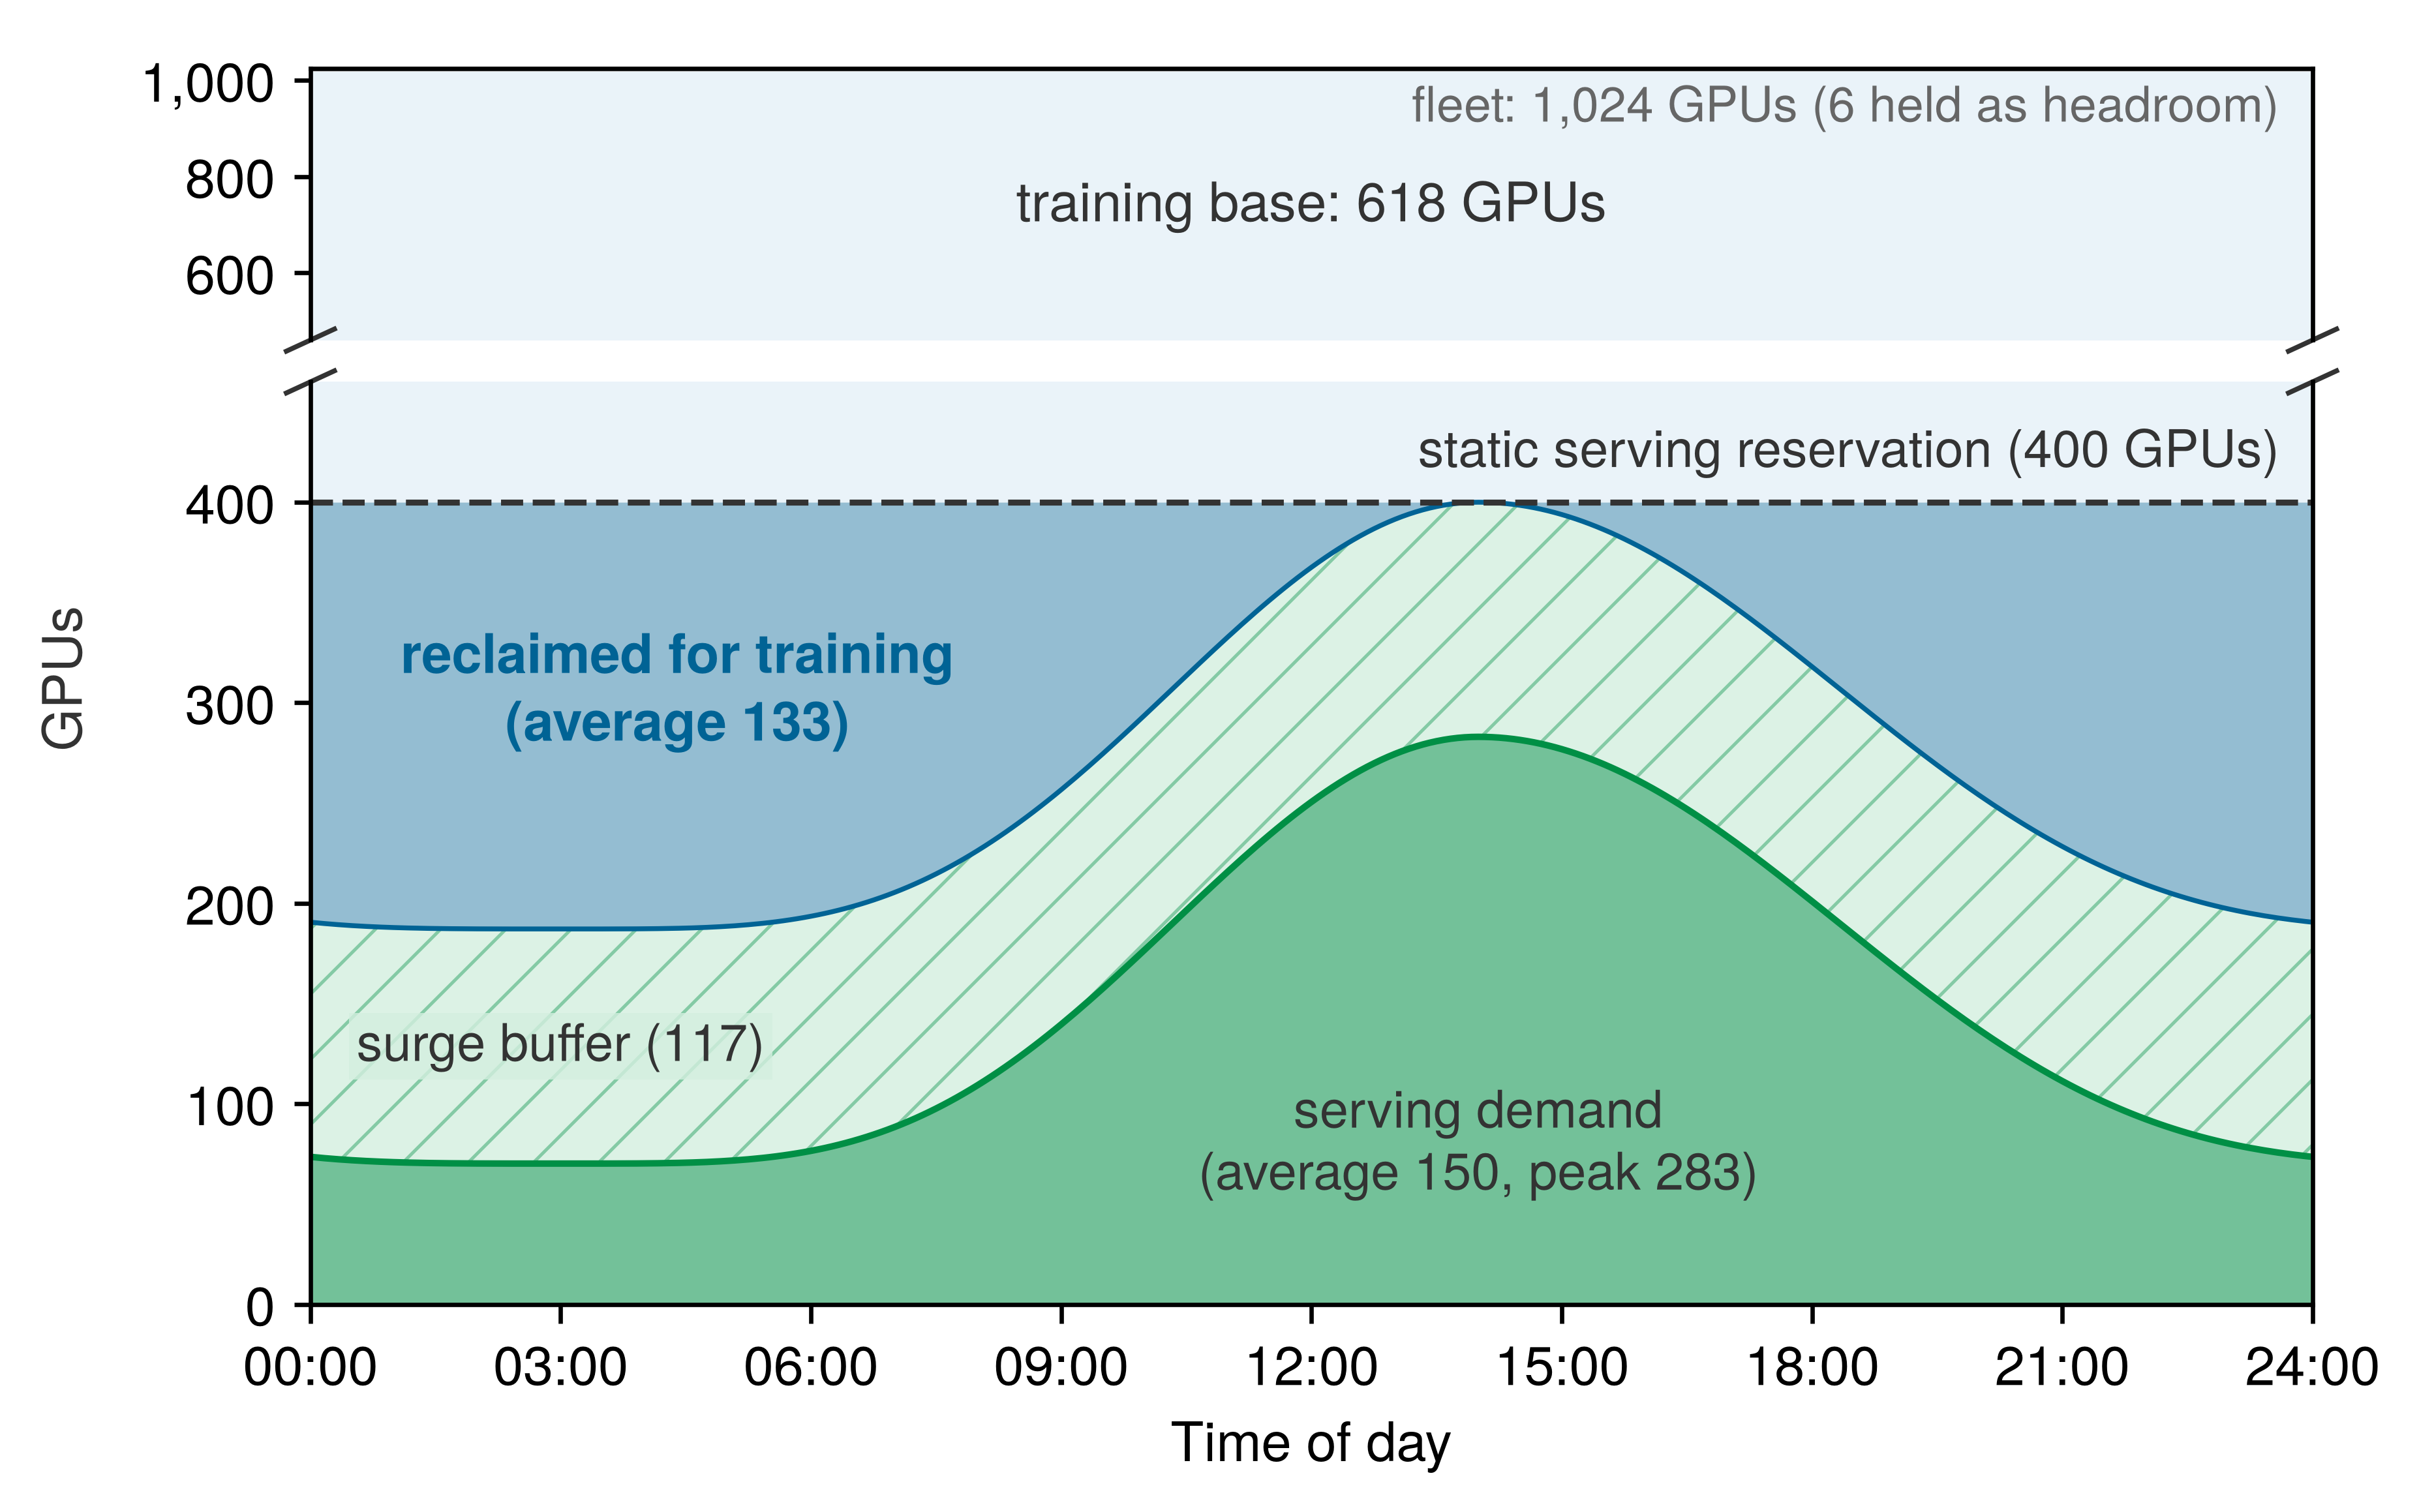 1,000
fleet: 1,024 GPUs (6 held as headroom)
800
training base: 618 GPUs
600
static serving reservation (400 GPUs)
400
reclaimed for training
(average 133)
300
GPUs
200
surge buffer (117)
100
serving demand
(average 150, peak 283)
0
00:00 03:00 06:00 09:00 12:00 15:00 18:00 21:00 24:00
Time of day